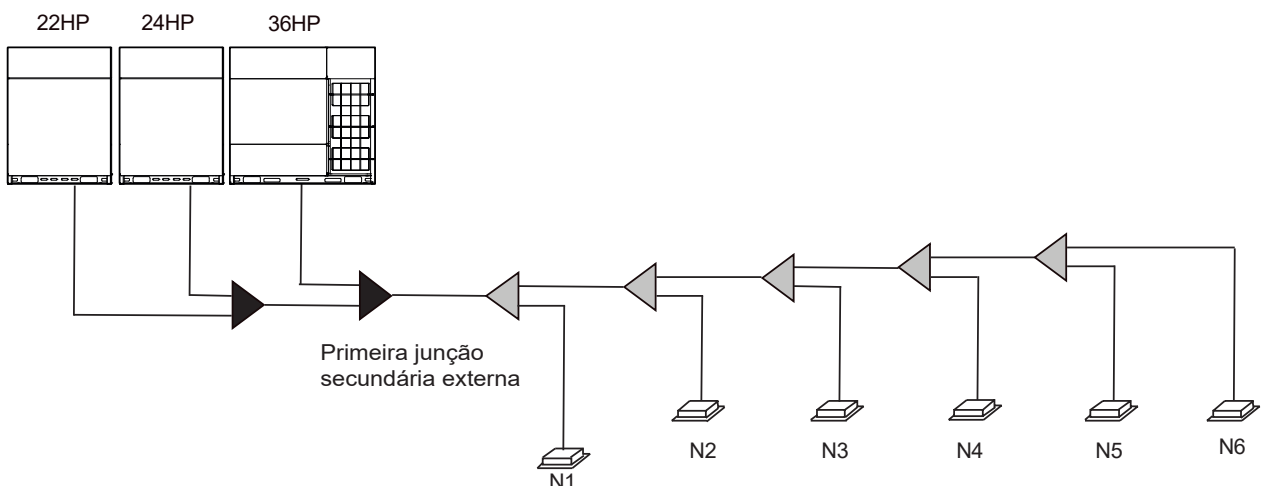 22HP 24HP 36HP
Primeira junção
secundária externa
N1 N2 N3 N4 N5 N6